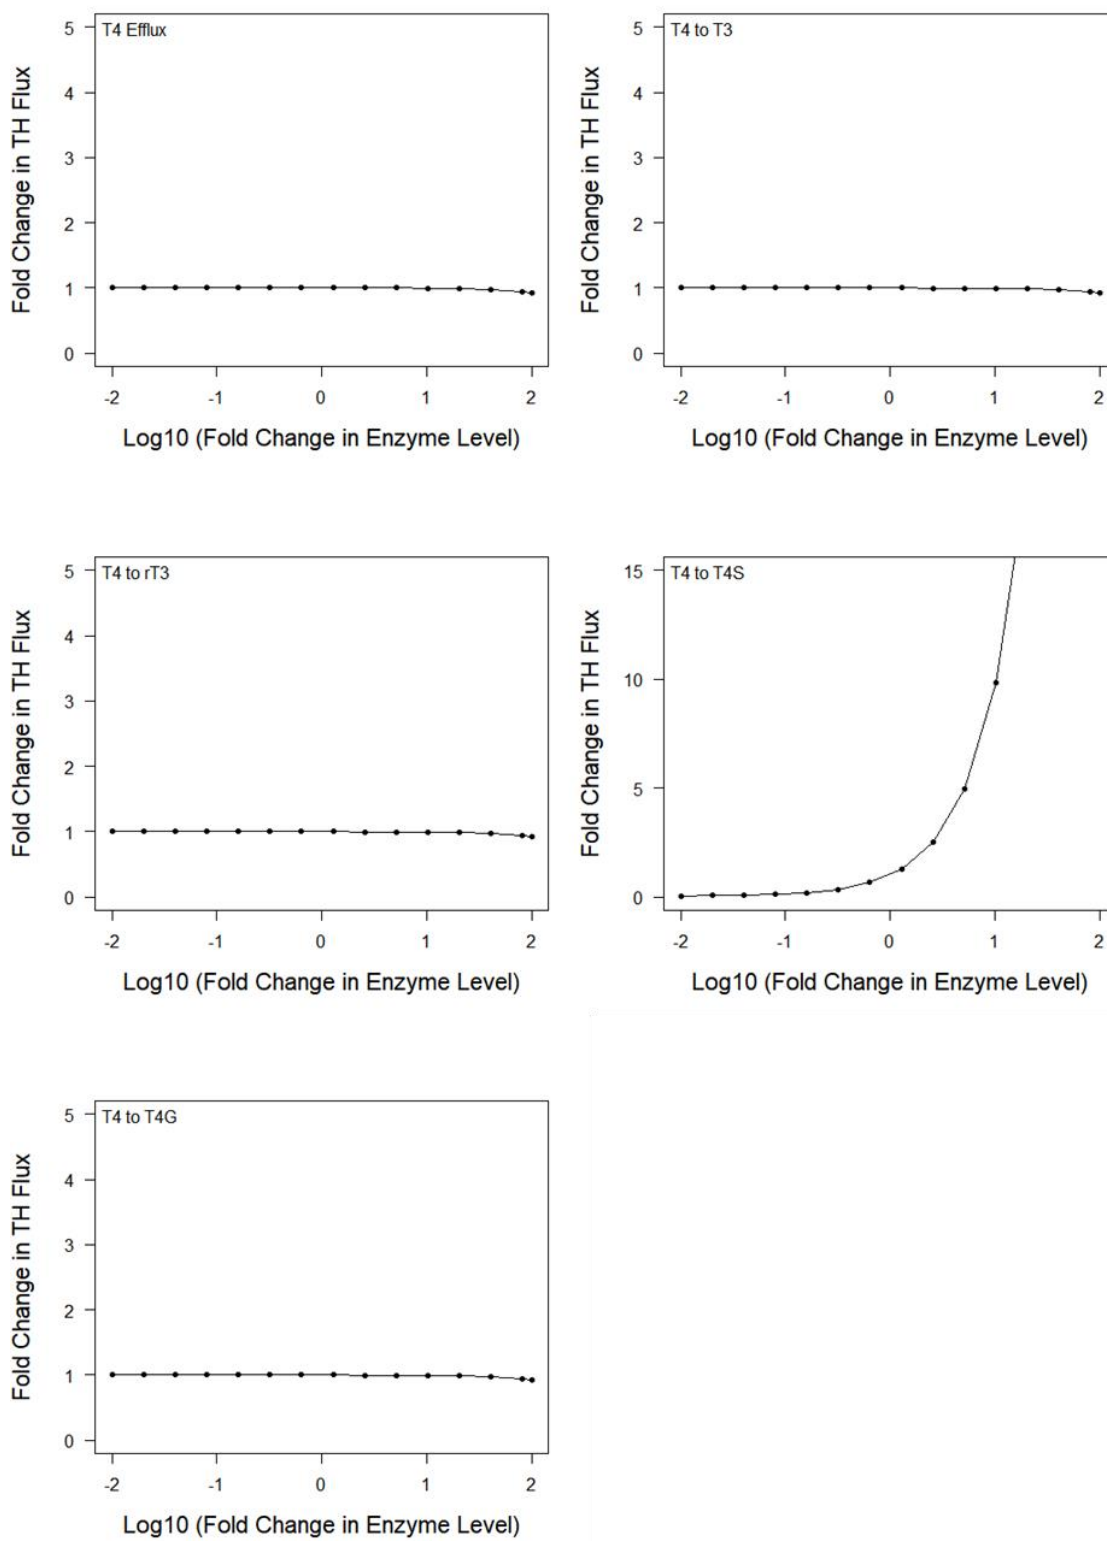 T4 Efflux
Fold Change in TH Flux
5
4
3
2
1
0
-2 -1 0 1 2
Log10 (Fold Change in Enzyme Level)
T4 to T3
Fold Change in TH Flux
5
4
3
2
1
0
-2 -1 0 1 2
Log10 (Fold Change in Enzyme Level)
T4 to rT3
Fold Change in TH Flux
5
4
3
2
1
0
-2 -1 0 1 2
Log10 (Fold Change in Enzyme Level)
T4 to T4S
Fold Change in TH Flux
15
10
5
0
-2 -1 0 1 2
Log10 (Fold Change in Enzyme Level)
T4 to T4G
Fold Change in TH Flux
5
4
3
2
1
0
-2 -1 0 1 2
Log10 (Fold Change in Enzyme Level)